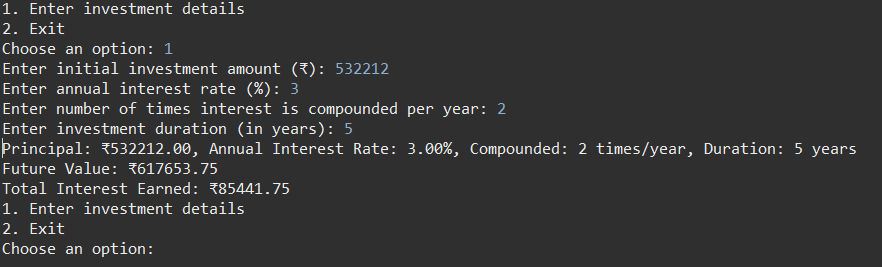 1. Enter investment details
2. Exit
Choose an option: 1
Enter initial investment amount (₹): 532212
Enter annual interest rate (%): 3
Enter number of times interest is compounded per year: 2
Enter investment duration (in years): 5
Principal: ₹532212.00, Annual Interest Rate: 3.00%, Compounded: 2 times/year, Duration: 5 years
Future Value: ₹617653.75
Total Interest Earned: ₹85441.75
1. Enter investment details
2. Exit
Choose an option: